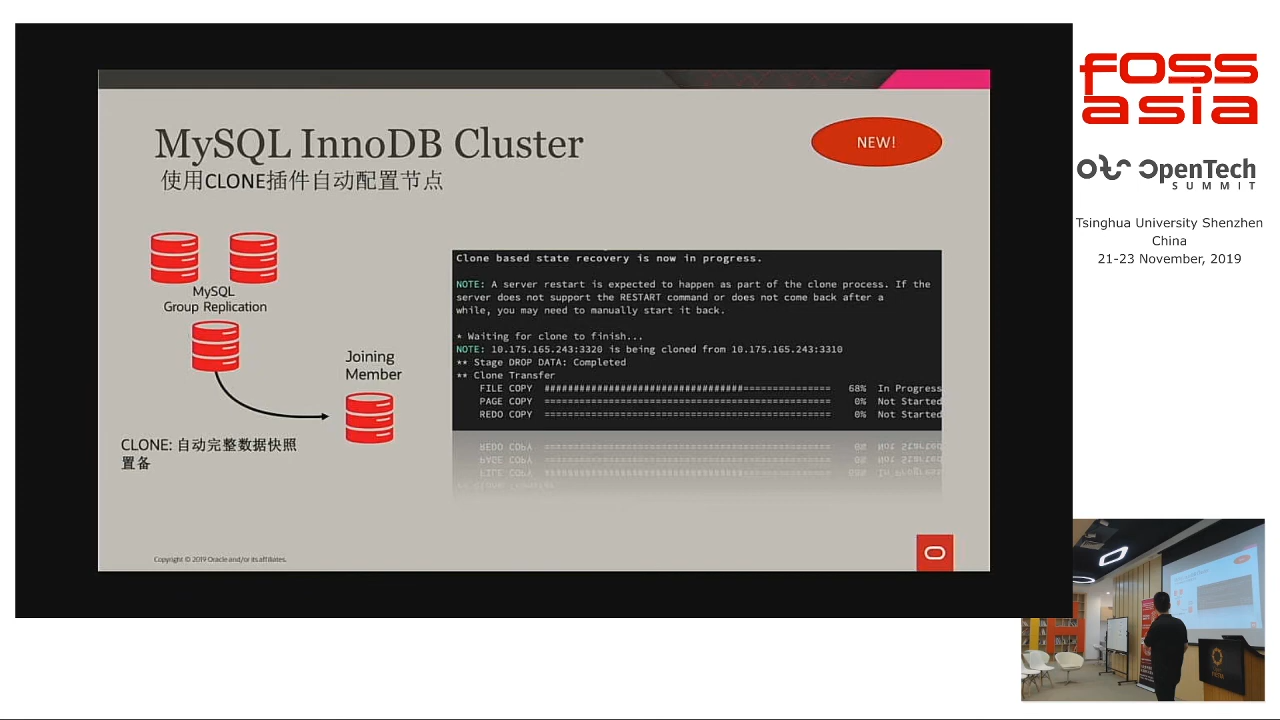 MySQL InnoDB Cluster
NEW!
使用CLONE插件自动配置节点
MySQL
Group Replication
Joining
Member
CLONE: 自动完整数据快照
置备
Clone based state recovery is now in progress.
NOTE: A server restart is expected to happen as part of the clone process. If the
server does not support the RESTART command or does not come back after a
while, you may need to manually start it back.
* Waiting for clone to finish...
NOTE: 10.175.165.243:3320 is being cloned from 10.175.165.243:3310
** Stage DROP DATA: Completed
** Clone Transfer
FILE COPY ##################################=============== 68% In Progress
PAGE COPY ================================================= 0% Not Started
REDO COPY ================================================= 0% Not Started
Copyright © 2019 Oracle and/or its affiliates.
fOSS
asia
OpenTech
SUMMIT
Tsinghua University Shenzhen
China
21-23 November, 2019